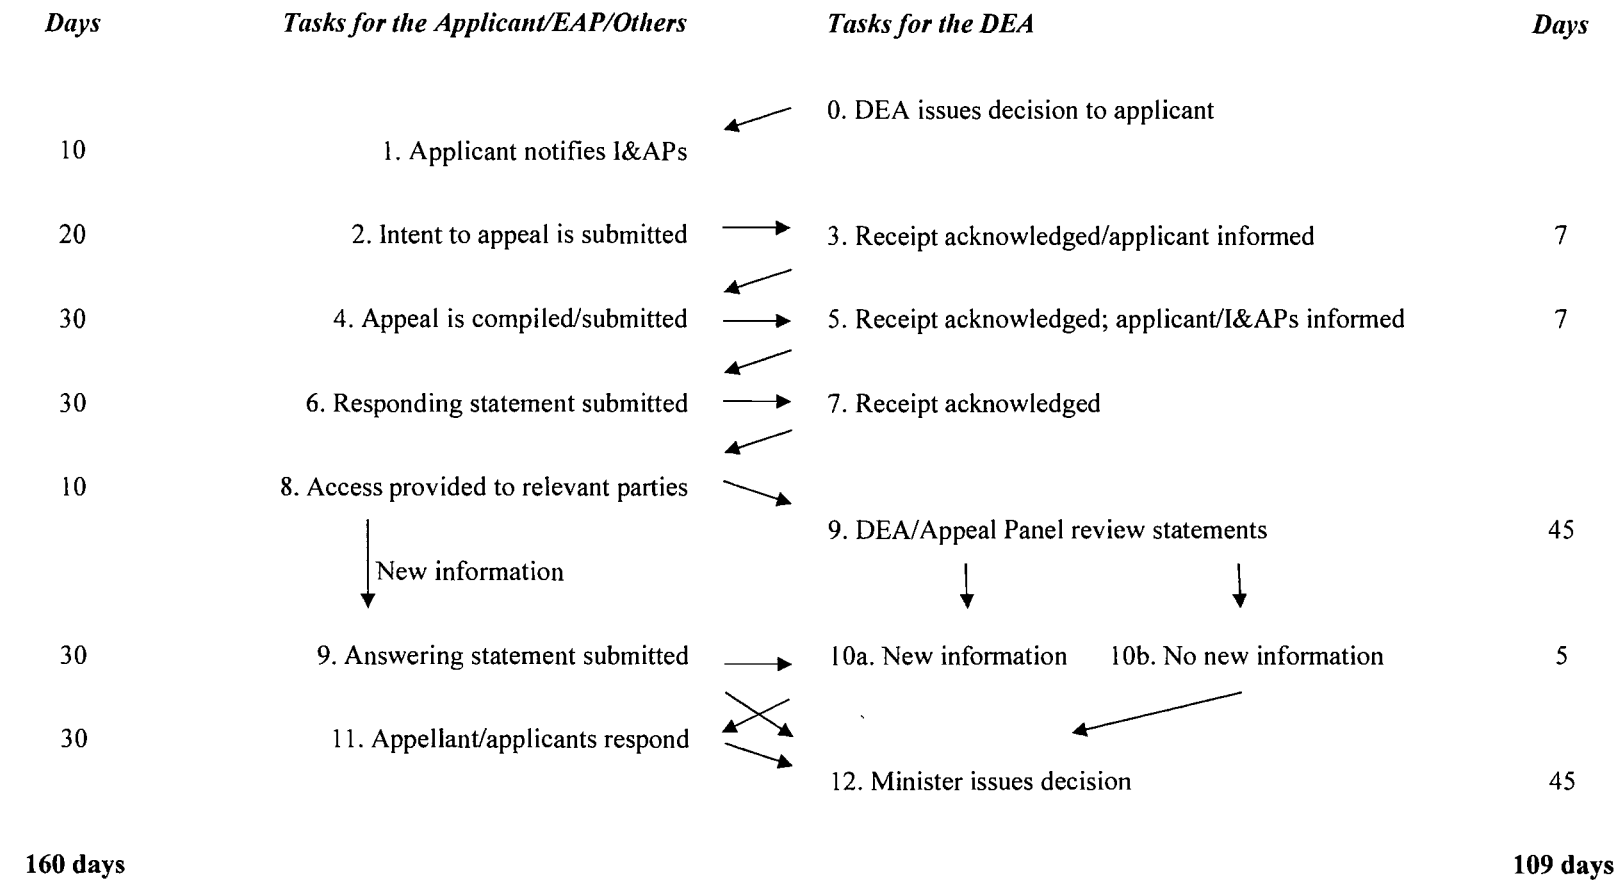 Days Tasks for the Applicant/EAP/Others Tasks for the DEA Days
0. DEA issues decision to applicant
10 1. Applicant notifies I&APs
20 2. Intent to appeal is submitted 3. Receipt acknowledged/applicant informed 7
30 4. Appeal is compiled/submitted 5. Receipt acknowledged; applicant/I&APs informed 7
30 6. Responding statement submitted 7. Receipt acknowledged
10 8. Access provided to relevant parties
9. DEA/Appeal Panel review statements 45
New information
30 9. Answering statement submitted 10a. New information 10b. No new information 5
30 11. Appellant/applicants respond
12. Minister issues decision 45
160 days 109 days